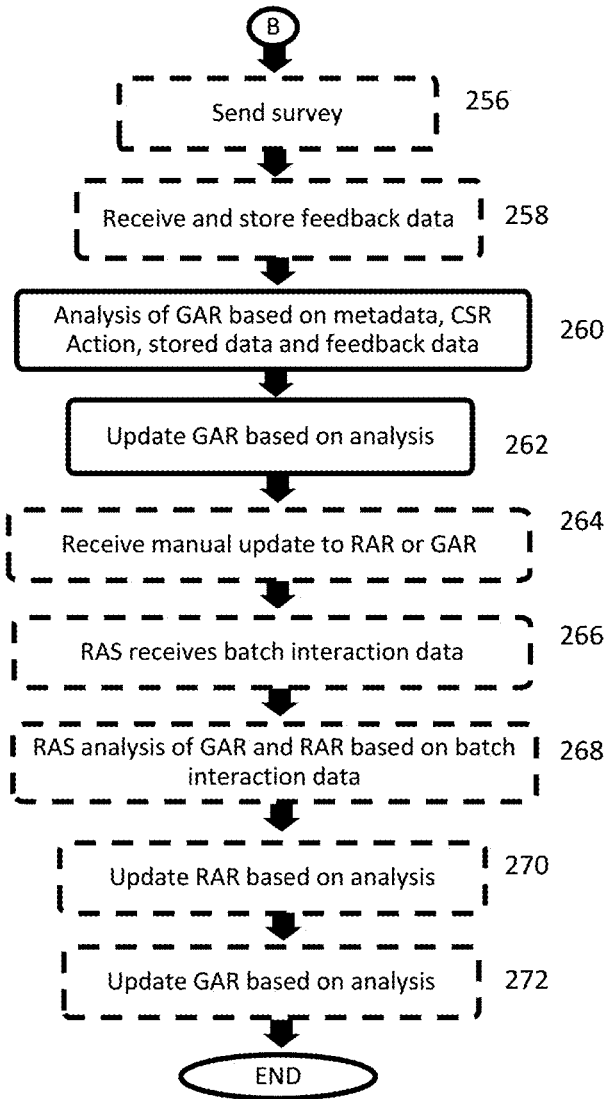 B
Send survey
256
Receive and store feedback data
258
Analysis of GAR based on metadata, CSR
Action, stored data and feedback data
260
Update GAR based on analysis
262
Receive manual update to RAR or GAR
264
RAS receives batch interaction data
266
RAS analysis of GAR and RAR based on batch
interaction data
268
Update RAR based on analysis
270
Update GAR based on analysis
272
END